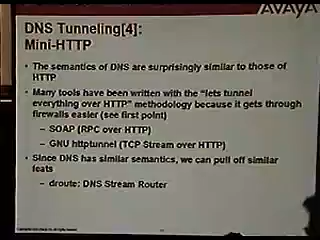 AVAYA
DNS Tunneling[4]:
Mini-HTTP
• The semantics of DNS are surprisingly similar to those of
HTTP
• Many tools have been written with the "lets tunnel
everything over HTTP" methodology because it gets through
firewalls easier (see first point)
– SOAP (RPC over HTTP)
– GNU httptunnel (TCP Stream over HTTP)
• Since DNS has similar semantics, we can pull off similar
feats
– droute: DNS Stream Router